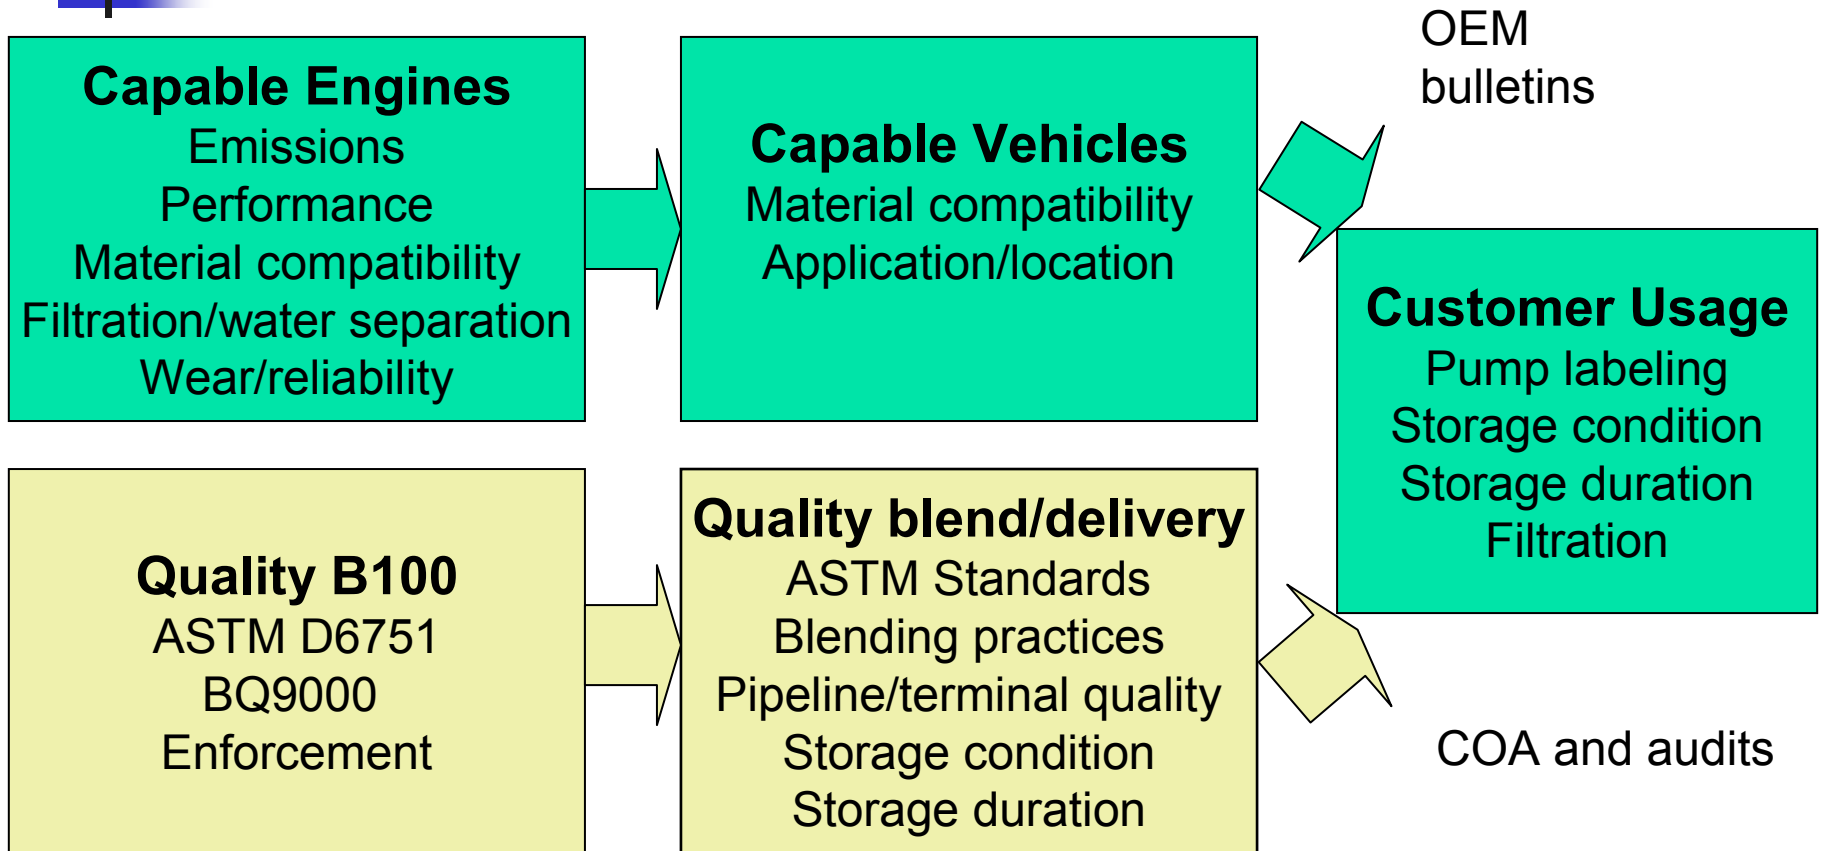 Capable Engines
Emissions
Performance
Material compatibility
Filtration/water separation
Wear/reliability
Capable Vehicles
Material compatibility
Application/location
OEM
bulletins
Customer Usage
Pump labeling
Storage condition
Storage duration
Filtration
Quality B100
ASTM D6751
BQ9000
Enforcement
Quality blend/delivery
ASTM Standards
Blending practices
Pipeline/terminal quality
Storage condition
Storage duration
COA and audits